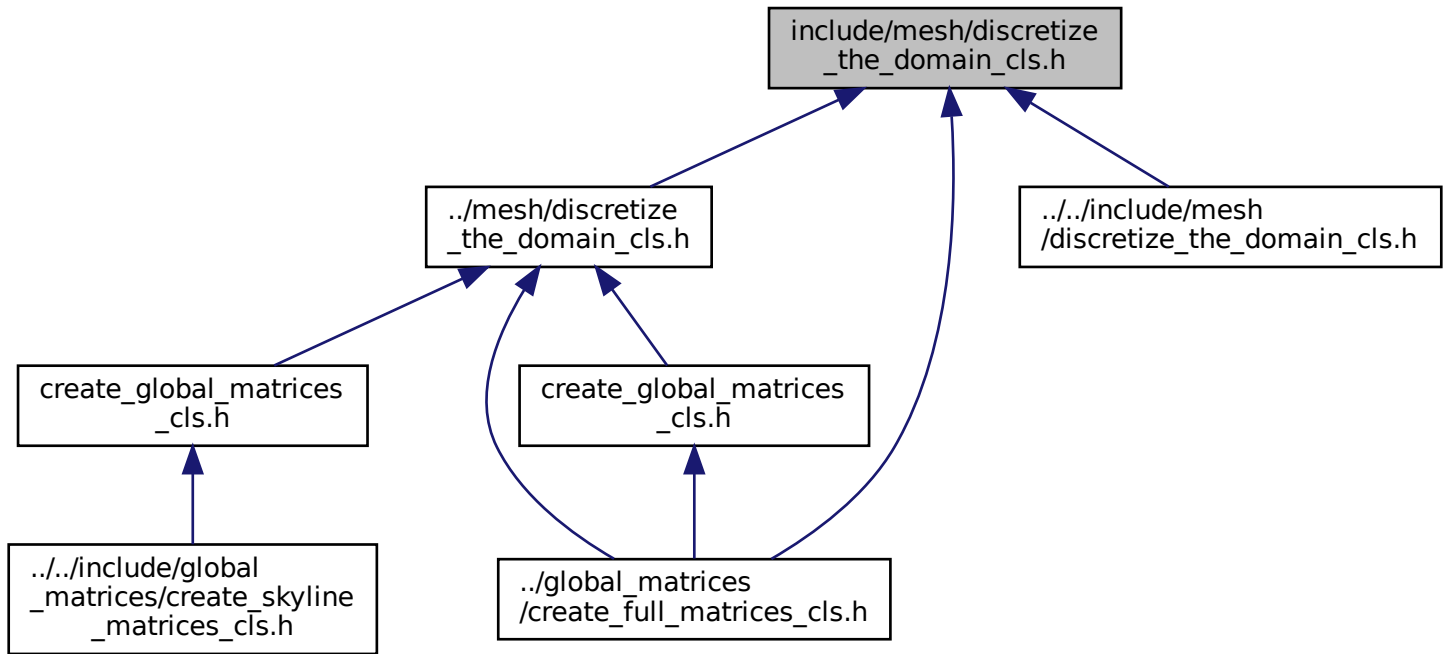 include/mesh/discretize
_the_domain_cls.h
../mesh/discretize
_the_domain_cls.h
../../include/mesh
/discretize_the_domain_cls.h
create_global_matrices
_cls.h
create_global_matrices
_cls.h
../../include/global
_matrices/create_skyline
_matrices_cls.h
../global_matrices
/create_full_matrices_cls.h